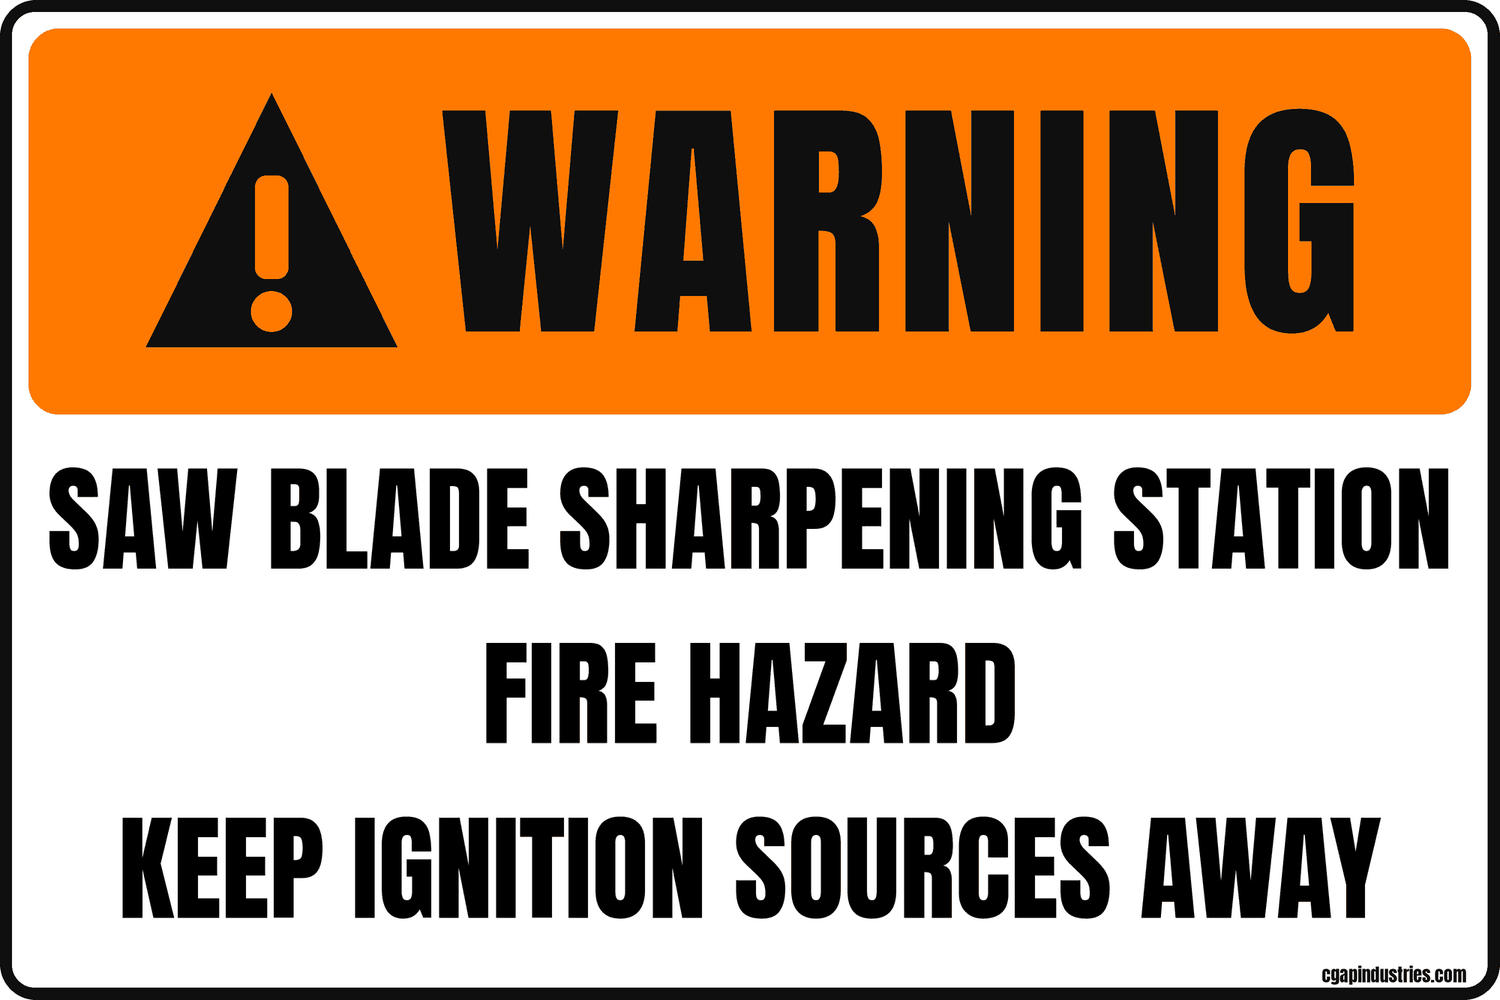 WARNING
SAW BLADE SHARPENING STATION
FIRE HAZARD
KEEP IGNITION SOURCES AWAY
cgapindustries.com